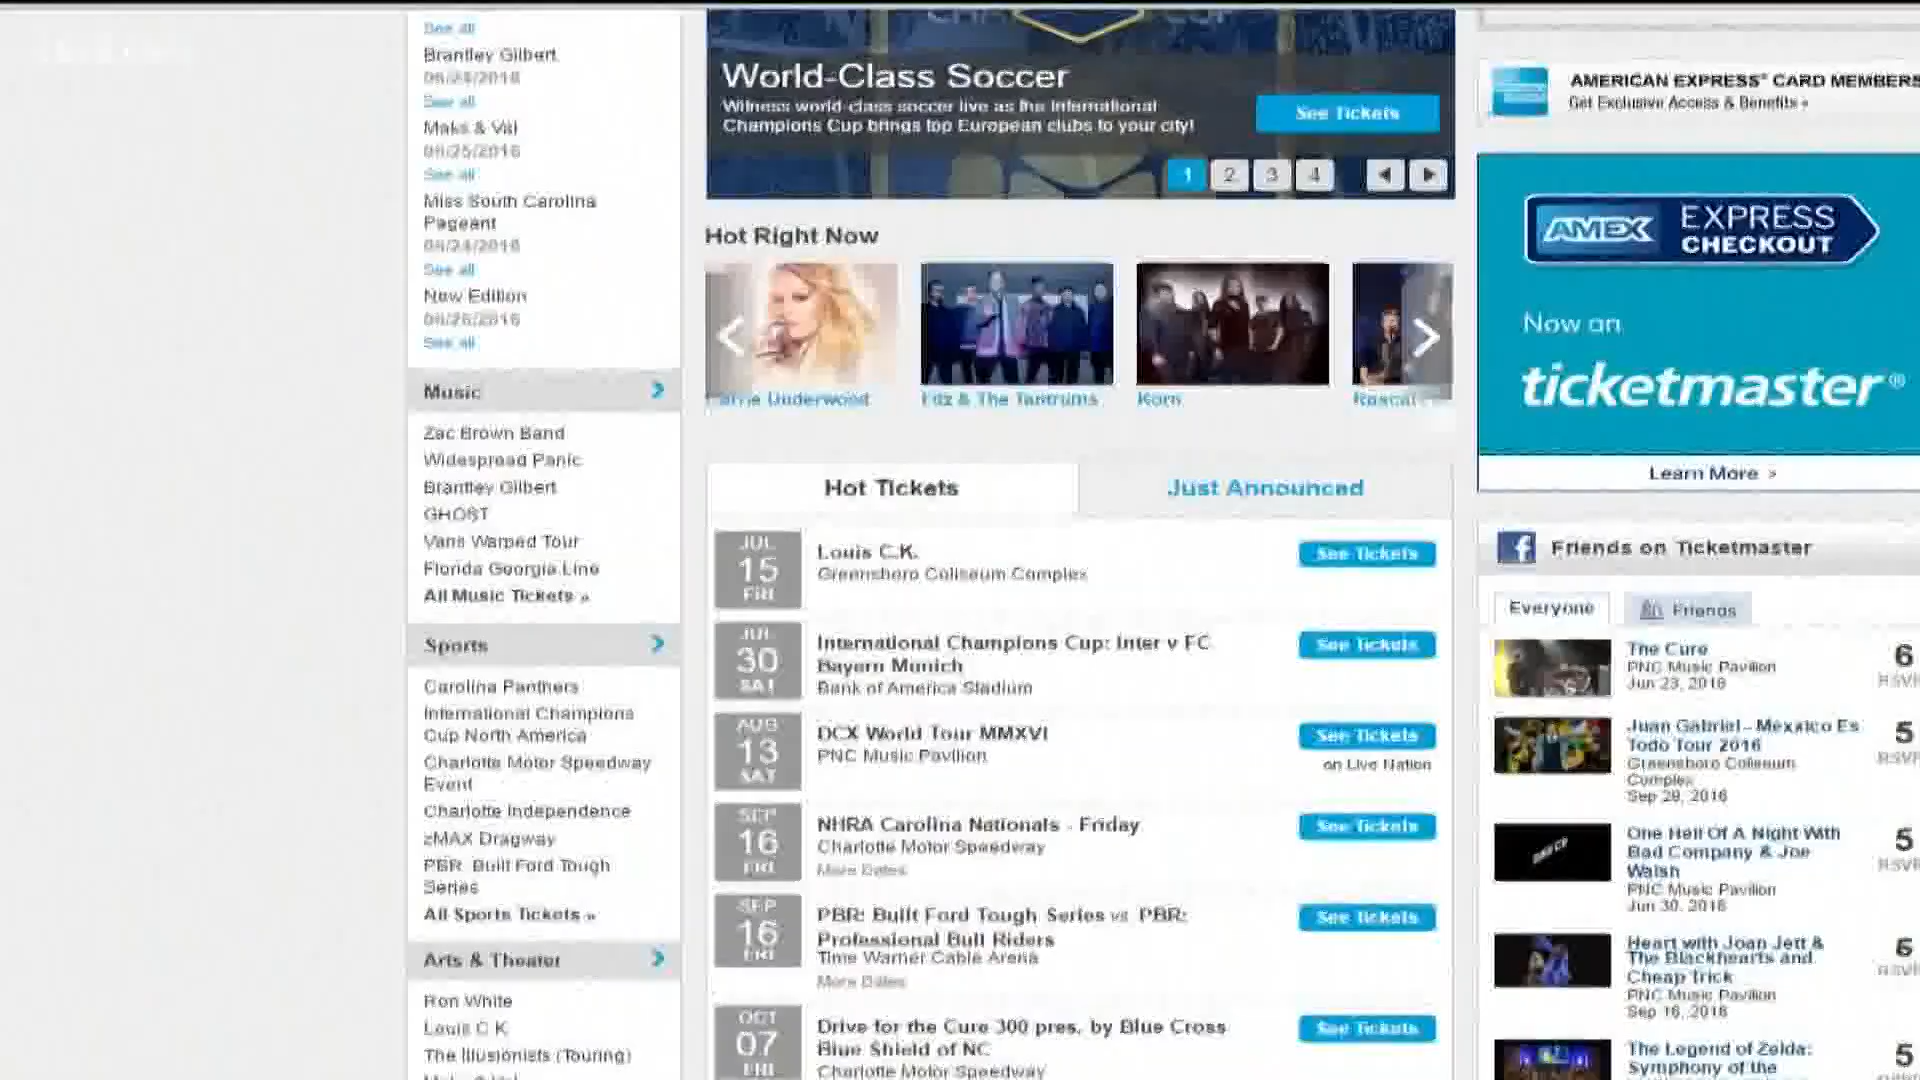 See all
Brantley Gilbert
06/24/2016
See all
Maks & Val
06/25/2016
See all
Miss South Carolina
Pageant
06/24/2016
See all
New Edition
06/26/2016
See all
Music
Zac Brown Band
Widespread Panic
Brantley Gilbert
GHOST
Vans Warped Tour
Florida Georgia Line
All Music Tickets »
Sports
Carolina Panthers
International Champions
Cup North America
Charlotte Motor Speedway
Event
Charlotte Independence
zMAX Dragway
PBR: Built Ford Tough
Series
All Sports Tickets »
Arts & Theater
Ron White
Louis C.K.
The Illusionists (Touring)
World-Class Soccer
Witness world-class soccer live as the International
Champions Cup brings top European clubs to your city!
See Tickets
1 2 3 4
Hot Right Now
Carrie Underwood
Fitz & The Tantrums
Korn
Rascal
Hot Tickets
Just Announced
JUL
15
FRI
Louis C.K.
Greensboro Coliseum Complex
See Tickets
JUL
30
SAT
International Champions Cup: Inter v FC
Bayern Munich
Bank of America Stadium
See Tickets
AUG
13
SAT
DCX World Tour MMXVI
PNC Music Pavilion
See Tickets
on Live Nation
SEP
16
FRI
NHRA Carolina Nationals - Friday
Charlotte Motor Speedway
More Dates
See Tickets
SEP
16
FRI
PBR: Built Ford Tough Series vs. PBR:
Professional Bull Riders
Time Warner Cable Arena
More Dates
See Tickets
OCT
07
FRI
Drive for the Cure 300 pres. by Blue Cross
Blue Shield of NC
Charlotte Motor Speedway
See Tickets
AMERICAN EXPRESS® CARD MEMBERS
Get Exclusive Access & Benefits »
AMEX EXPRESS
CHECKOUT
Now on
ticketmaster®
Learn More >
f Friends on Ticketmaster
Everyone
Friends
The Cure
PNC Music Pavilion
Jun 23, 2016
6
RSVP
Juan Gabriel - Mexxico Es
Todo Tour 2016
Greensboro Coliseum
Complex
Sep 29, 2016
5
RSVP
One Hell Of A Night With
Bad Company & Joe
Walsh
PNC Music Pavilion
Jun 30, 2016
5
RSVP
Heart with Joan Jett &
The Blackhearts and
Cheap Trick
PNC Music Pavilion
Sep 16, 2016
5
RSVP
The Legend of Zelda:
Symphony of the
5